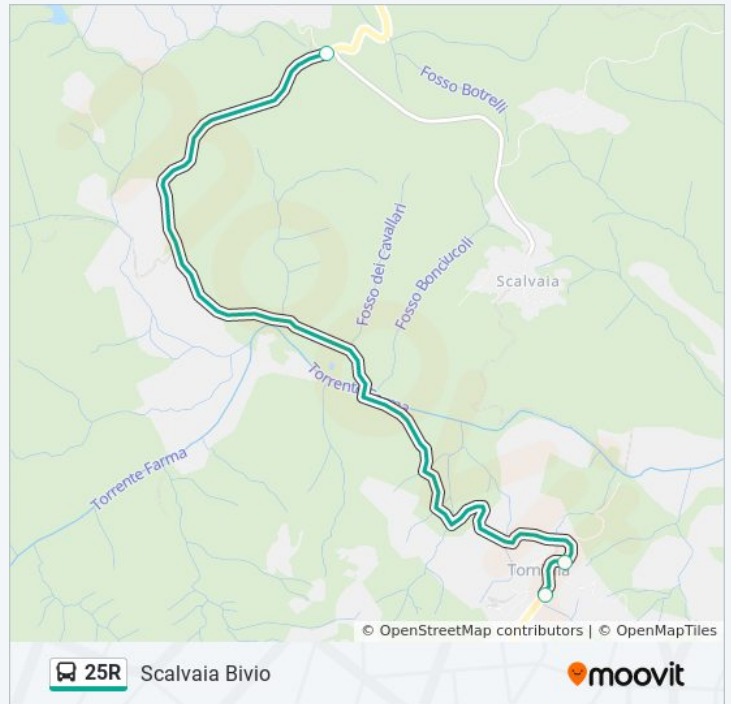 Fosso Botrelli
Fosso dei Cavallari
Fosso Bonciucoli
Scalvaia
Torrente Farma
Torrente Farma
© OpenStreetMap contributors | © OpenMapTiles
25R Scalvaia Bivio
moovit